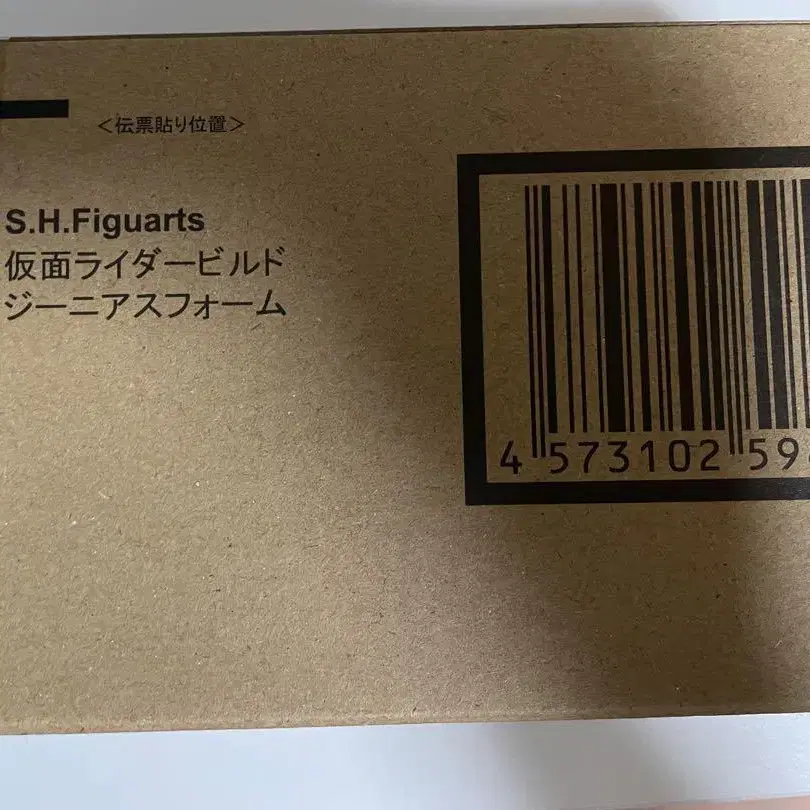 ＜伝票貼り位置＞
S.H.Figuarts
仮面ライダービルド
ジーニアスフォーム
4 573102 59